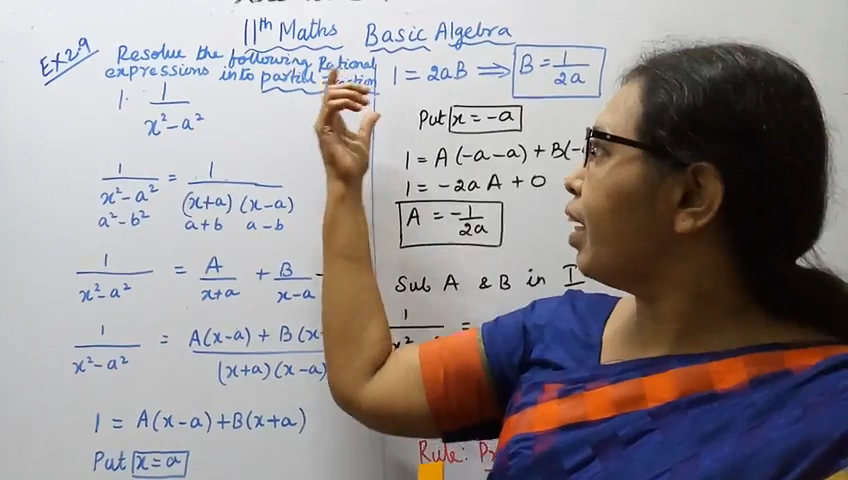 11th Maths Basic Algebra
EX 2.9
Resolve the following Rational
expressions into partial
1. 1/(x²-a²)
1/(x²-a²) = 1/((x+a)(x-a))
a²-b² a+b a-b
1/(x²-a²) = A/(x+a) + B/(x-a)
1/(x²-a²) = A(x-a) + B(x / (x+a)(x-a)
1 = A(x-a)+B(x+a)
Put x=a
1 = 2aB ⟹ B = 1/2a
Put x = -a
1 = A(-a-a) + B(-
1 = -2aA + 0
A = -1/2a
Sub A & B in I
1
=
Rule: